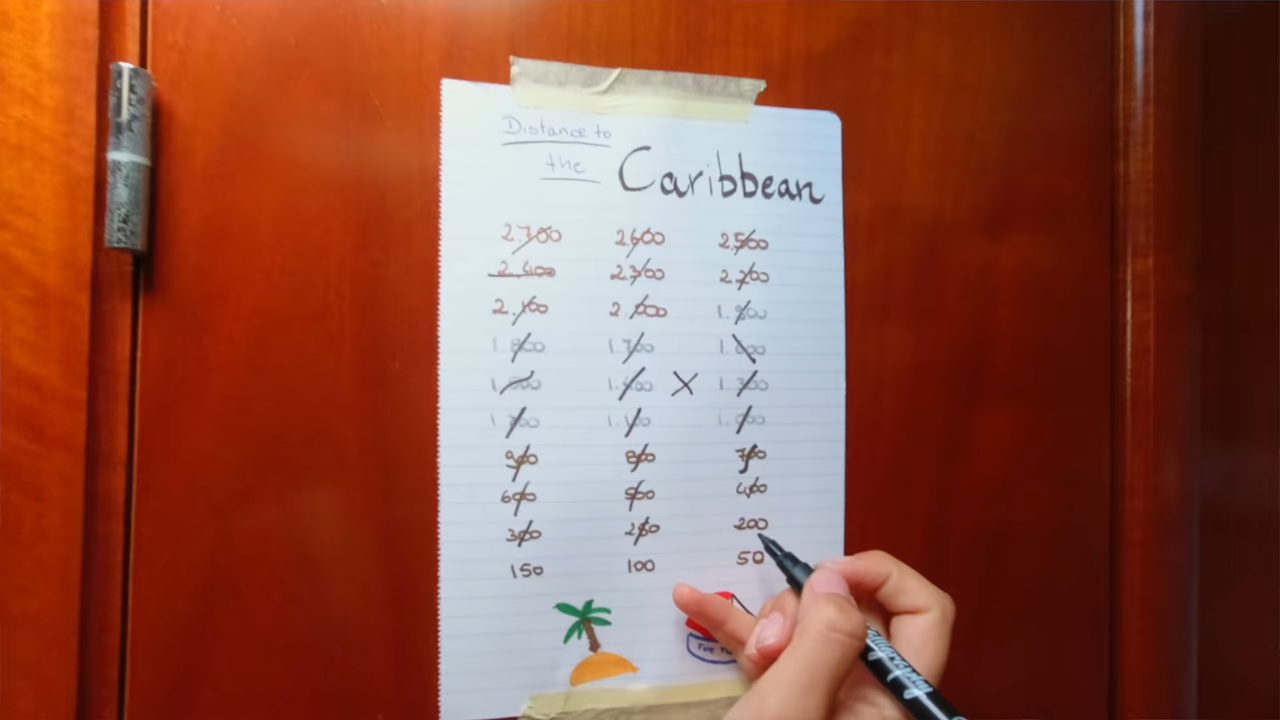 Distance to
the Caribbean
2.700 2.600 2.500
2.400 2.300 2.200
2.100 2.000 1.900
1.800 1.700 1.600
1.500 1.400 X 1.300
1.200 1.100 1.000
900 800 700
600 500 400
300 250 200
150 100 50